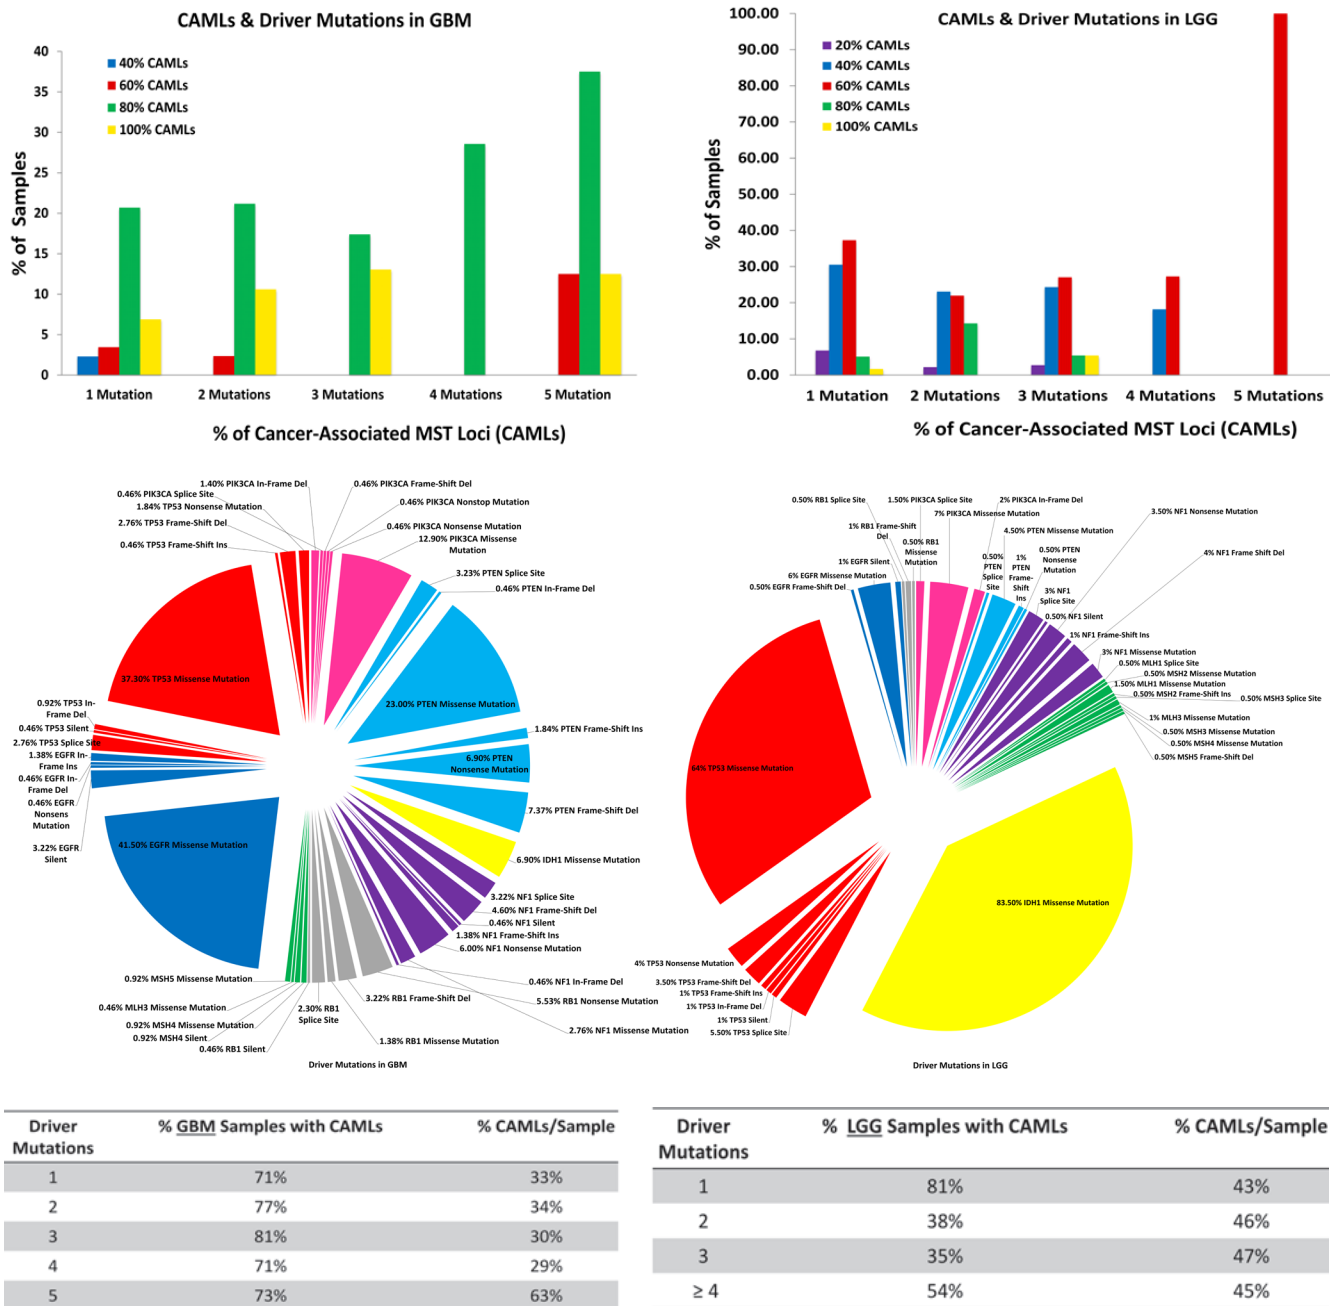 CAMLs & Driver Mutations in GBM
40% CAMLs
60% CAMLs
80% CAMLs
100% CAMLs
% of Samples
40
35
30
25
20
15
10
5
0
1 Mutation
2 Mutations
3 Mutations
4 Mutations
5 Mutation
% of Cancer-Associated MST Loci (CAMLs)
CAMLs & Driver Mutations in LGG
20% CAMLs
40% CAMLs
60% CAMLs
80% CAMLs
100% CAMLs
% of Samples
100.00
90.00
80.00
70.00
60.00
50.00
40.00
30.00
20.00
10.00
0.00
1 Mutation
2 Mutations
3 Mutations
4 Mutations
5 Mutations
% of Cancer-Associated MST Loci (CAMLs)
1.40% PIK3CA In-Frame Del
0.46% PIK3CA Frame-Shift Del
0.46% PIK3CA Splice Site
0.46% PIK3CA Nonstop Mutation
1.84% TP53 Nonsense Mutation
2.76% TP53 Frame-Shift Del
0.46% PIK3CA Nonsense Mutation
12.90% PIK3CA Missense
Mutation
0.46% TP53 Frame-Shift Ins
3.23% PTEN Splice Site
0.46% PTEN In-Frame Del
37.30% TP53 Missense Mutation
23.00% PTEN Missense Mutation
0.92% TP53 In-
Frame Del
0.46% TP53 Silent
2.76% TP53 Splice Site
1.38% EGFR In-
Frame Ins
0.46% EGFR In-
Frame Del
0.46% EGFR
Nonsens
Mutation
3.22% EGFR
Silent
1.84% PTEN Frame-Shift Ins
6.90% PTEN
Nonsense Mutation
7.37% PTEN Frame-Shift Del
41.50% EGFR Missense Mutation
6.90% IDH1 Missense Mutation
3.22% NF1 Splice Site
4.60% NF1 Frame-Shift Del
0.46% NF1 Silent
1.38% NF1 Frame-Shift Ins
6.00% NF1 Nonsense Mutation
0.46% NF1 In-Frame Del
5.53% RB1 Nonsense Mutation
2.76% NF1 Missense Mutation
0.92% MSH5 Missense Mutation
0.46% MLH3 Missense Mutation
0.92% MSH4 Missense Mutation
0.92% MSH4 Silent
0.46% RB1 Silent
2.30% RB1
Splice Site
3.22% RB1 Frame-Shift Del
1.38% RB1 Missense Mutation
Driver Mutations in GBM
0.50% RB1 Splice Site
1.50% PIK3CA Splice Site
2% PIK3CA In-Frame Del
7% PIK3CA Missense Mutation
3.50% NF1 Nonsense Mutation
1% RB1 Frame-Shift
Del
4.50% PTEN Missense Mutation
0.50% RB1
Missense
Mutation
0.50%
PTEN
Splice
Site
1%
PTEN
Frame-
Shift
Ins
0.50% PTEN
Nonsense
Mutation
4% NF1 Frame Shift Del
1% EGFR Silent
6% EGFR Missense Mutation
0.50% EGFR Frame-Shift Del
3% NF1
Splice Site
0.50% NF1 Silent
1% NF1 Frame-Shift Ins
3% NF1 Missense Mutation
0.50% MLH1 Splice Site
0.50% MSH2 Missense Mutation
1.50% MLH1 Missense Mutation
0.50% MSH2 Frame-Shift Ins
0.50% MSH3 Splice Site
1% MLH3 Missense Mutation
0.50% MSH3 Missense Mutation
0.50% MSH4 Missense Mutation
0.50% MSH5 Frame-Shift Del
64% TP53 Missense Mutation
83.50% IDH1 Missense Mutation
4% TP53 Nonsense Mutation
3.50% TP53 Frame-Shift Del
1% TP53 Frame-Shift Ins
1% TP53 In-Frame Del
1% TP53 Silent
5.50% TP53 Splice Site
Driver Mutations in LGG
Driver Mutations % GBM Samples with CAMLs % CAMLs/Sample
1 71% 33%
2 77% 34%
3 81% 30%
4 71% 29%
5 73% 63%
Driver Mutations % LGG Samples with CAMLs % CAMLs/Sample
1 81% 43%
2 38% 46%
3 35% 47%
≥ 4 54% 45%